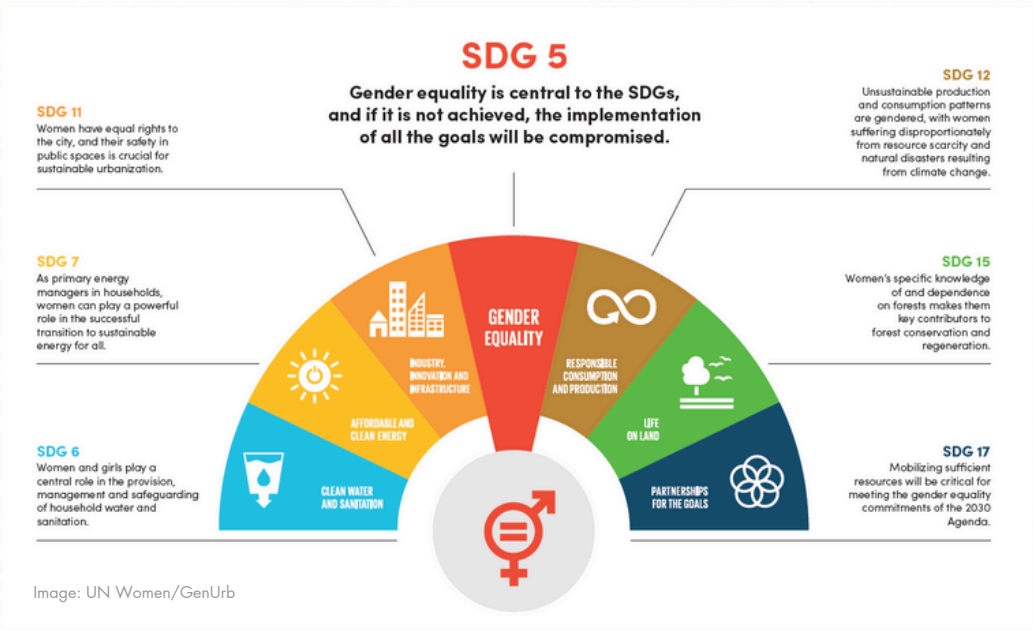 SDG 5
Gender equality is central to the SDGs,
and if it is not achieved, the implementation
of all the goals will be compromised.
SDG 11
Women have equal rights to
the city, and their safety in
public spaces is crucial for
sustainable urbanization.
SDG 7
As primary energy
managers in households,
women can play a powerful
role in the successful
transition to sustainable
energy for all.
SDG 6
Women and girls play a
central role in the provision,
management and safeguarding
of household water and
sanitation.
CLEAN WATER
AND SANITATION
AFFORDABLE AND
CLEAN ENERGY
INDUSTRY,
INNOVATION AND
INFRASTRUCTURE
GENDER
EQUALITY
RESPONSIBLE
CONSUMPTION
AND PRODUCTION
LIFE
ON LAND
PARTNERSHIPS
FOR THE GOALS
SDG 12
Unsustainable production
and consumption patterns
are gendered, with women
suffering disproportionately
from resource scarcity and
natural disasters resulting
from climate change.
SDG 15
Women's specific knowledge
of and dependence
on forests makes them
key contributors to
forest conservation and
regeneration.
SDG 17
Mobilizing sufficient
resources will be critical for
meeting the gender equality
commitments of the 2030
Agenda.
Image: UN Women/GenUrb